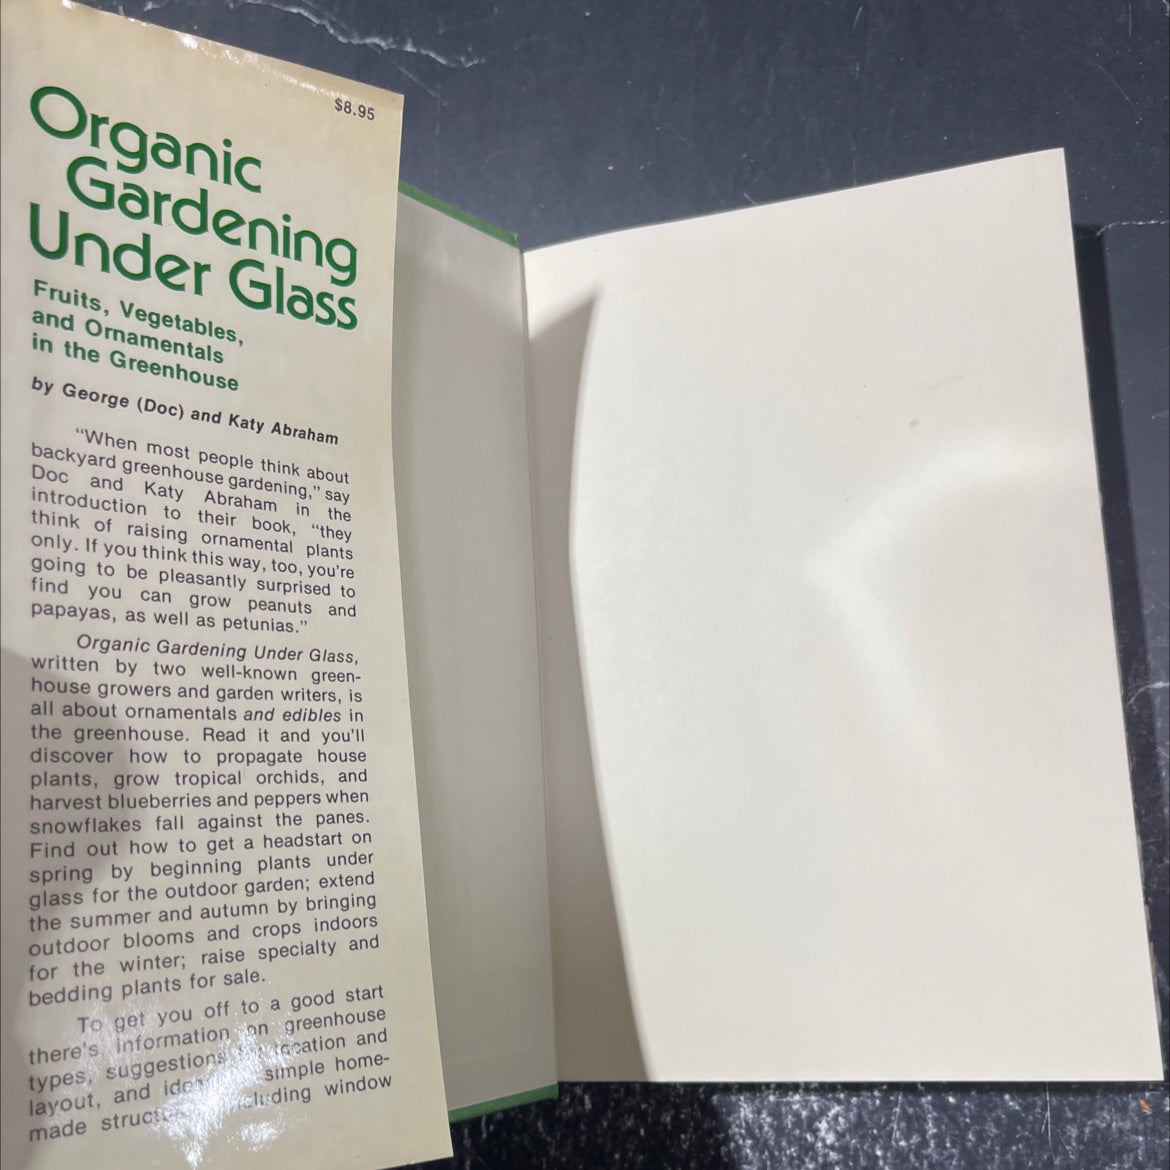 $8.95
Organic
Gardening
Under Glass
Fruits, Vegetables,
and Ornamentals
in the Greenhouse
by George (Doc) and Katy Abraham
“When most people think about
backyard greenhouse gardening,” say
Doc and Katy Abraham in the
introduction to their book, “they
think of raising ornamental plants
only. If you think this way, too, you’re
going to be pleasantly surprised to
find you can grow peanuts and
papayas, as well as petunias.”
Organic Gardening Under Glass,
written by two well-known green-
house growers and garden writers, is
all about ornamentals and edibles in
the greenhouse. Read it and you’ll
discover how to propagate house
plants, grow tropical orchids, and
harvest blueberries and peppers when
snowflakes fall against the panes.
Find out how to get a headstart on
spring by beginning plants under
glass for the outdoor garden; extend
the summer and autumn by bringing
outdoor blooms and crops indoors
for the winter; raise specialty and
bedding plants for sale.
To get you off to a good start
there’s information on greenhouse
types, suggestions location and
layout, and simple home-
made window